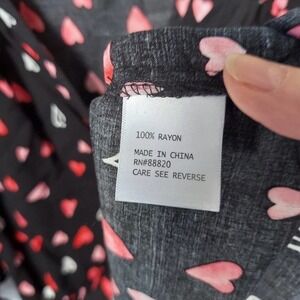 100% RAYON
MADE IN CHINA
RN#88820
CARE SEE REVERSE